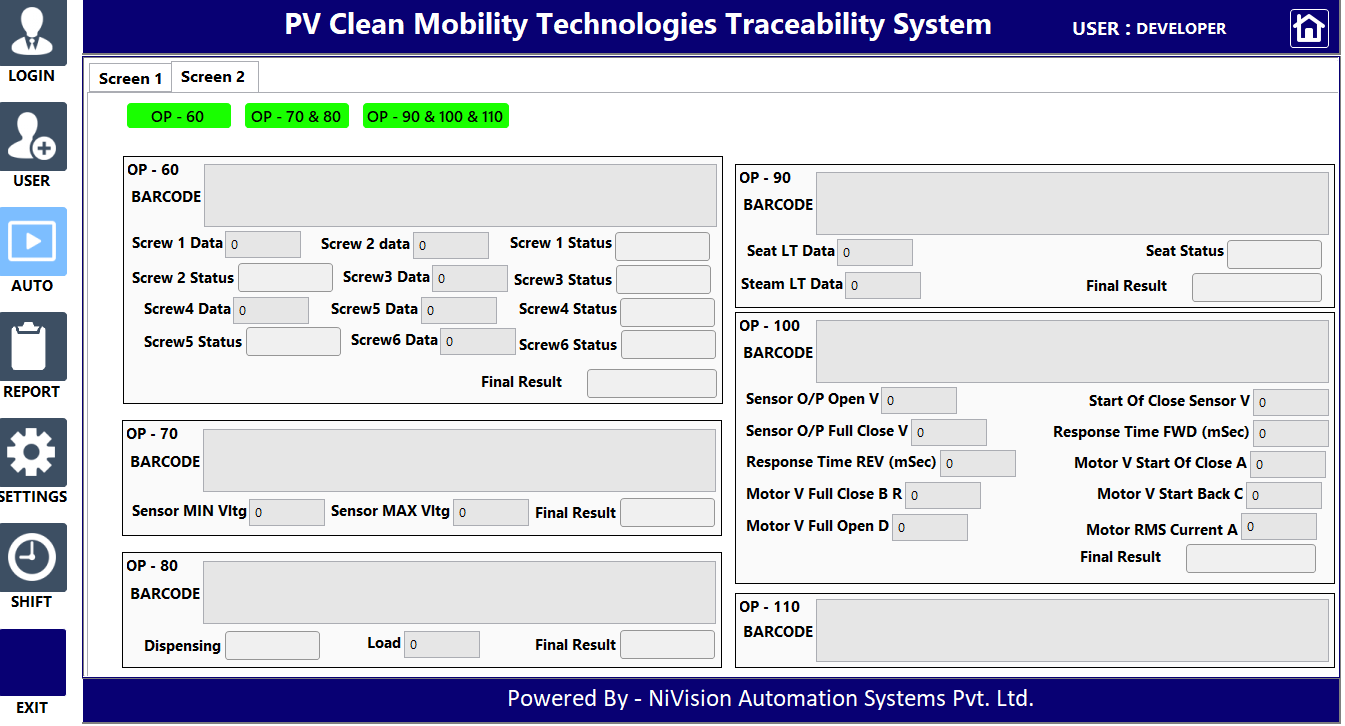 PV Clean Mobility Technologies Traceability System
USER : DEVELOPER
LOGIN
USER
AUTO
REPORT
SETTINGS
SHIFT
EXIT
Screen 1
Screen 2
OP - 60
OP - 70 & 80
OP - 90 & 100 & 110
OP - 60
BARCODE
Screw 1 Data 0
Screw 2 data 0
Screw 1 Status
Screw 2 Status
Screw3 Data 0
Screw3 Status
Screw4 Data 0
Screw5 Data 0
Screw4 Status
Screw5 Status
Screw6 Data 0
Screw6 Status
Final Result
OP - 70
BARCODE
Sensor MIN Vltg 0
Sensor MAX Vltg 0
Final Result
OP - 80
BARCODE
Dispensing
Load 0
Final Result
OP - 90
BARCODE
Seat LT Data 0
Seat Status
Steam LT Data 0
Final Result
OP - 100
BARCODE
Sensor O/P Open V 0
Start Of Close Sensor V 0
Sensor O/P Full Close V 0
Response Time FWD (mSec) 0
Response Time REV (mSec) 0
Motor V Start Of Close A 0
Motor V Full Close B R 0
Motor V Start Back C 0
Motor V Full Open D 0
Motor RMS Current A 0
Final Result
OP - 110
BARCODE
Powered By - NiVision Automation Systems Pvt. Ltd.